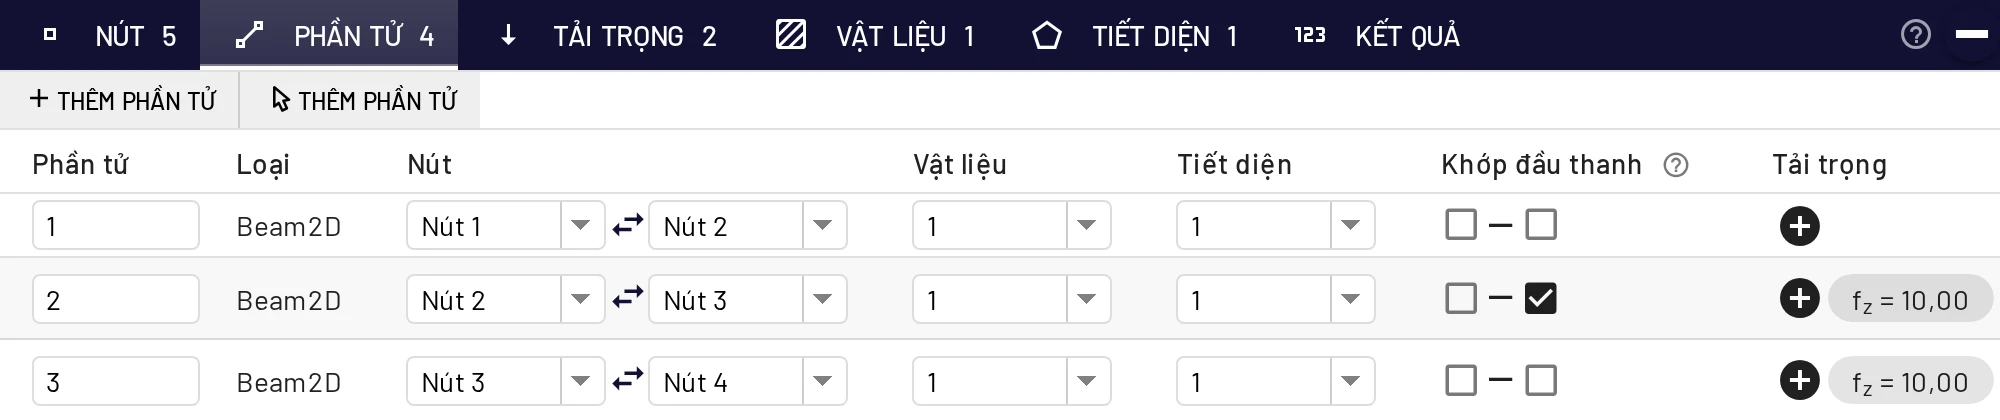 NÚT 5 PHẦN TỬ 4 TẢI TRỌNG 2 VẬT LIỆU 1 TIẾT DIỆN 1 123 KẾT QUẢ ?
+ THÊM PHẦN TỬ THÊM PHẦN TỬ
Phần tử Loại Nút Vật liệu Tiết diện Khớp đầu thanh ? Tải trọng
1 Beam2D Nút 1 Nút 2 1 1
2 Beam2D Nút 2 Nút 3 1 1 fz = 10,00
3 Beam2D Nút 3 Nút 4 1 1 fz = 10,00